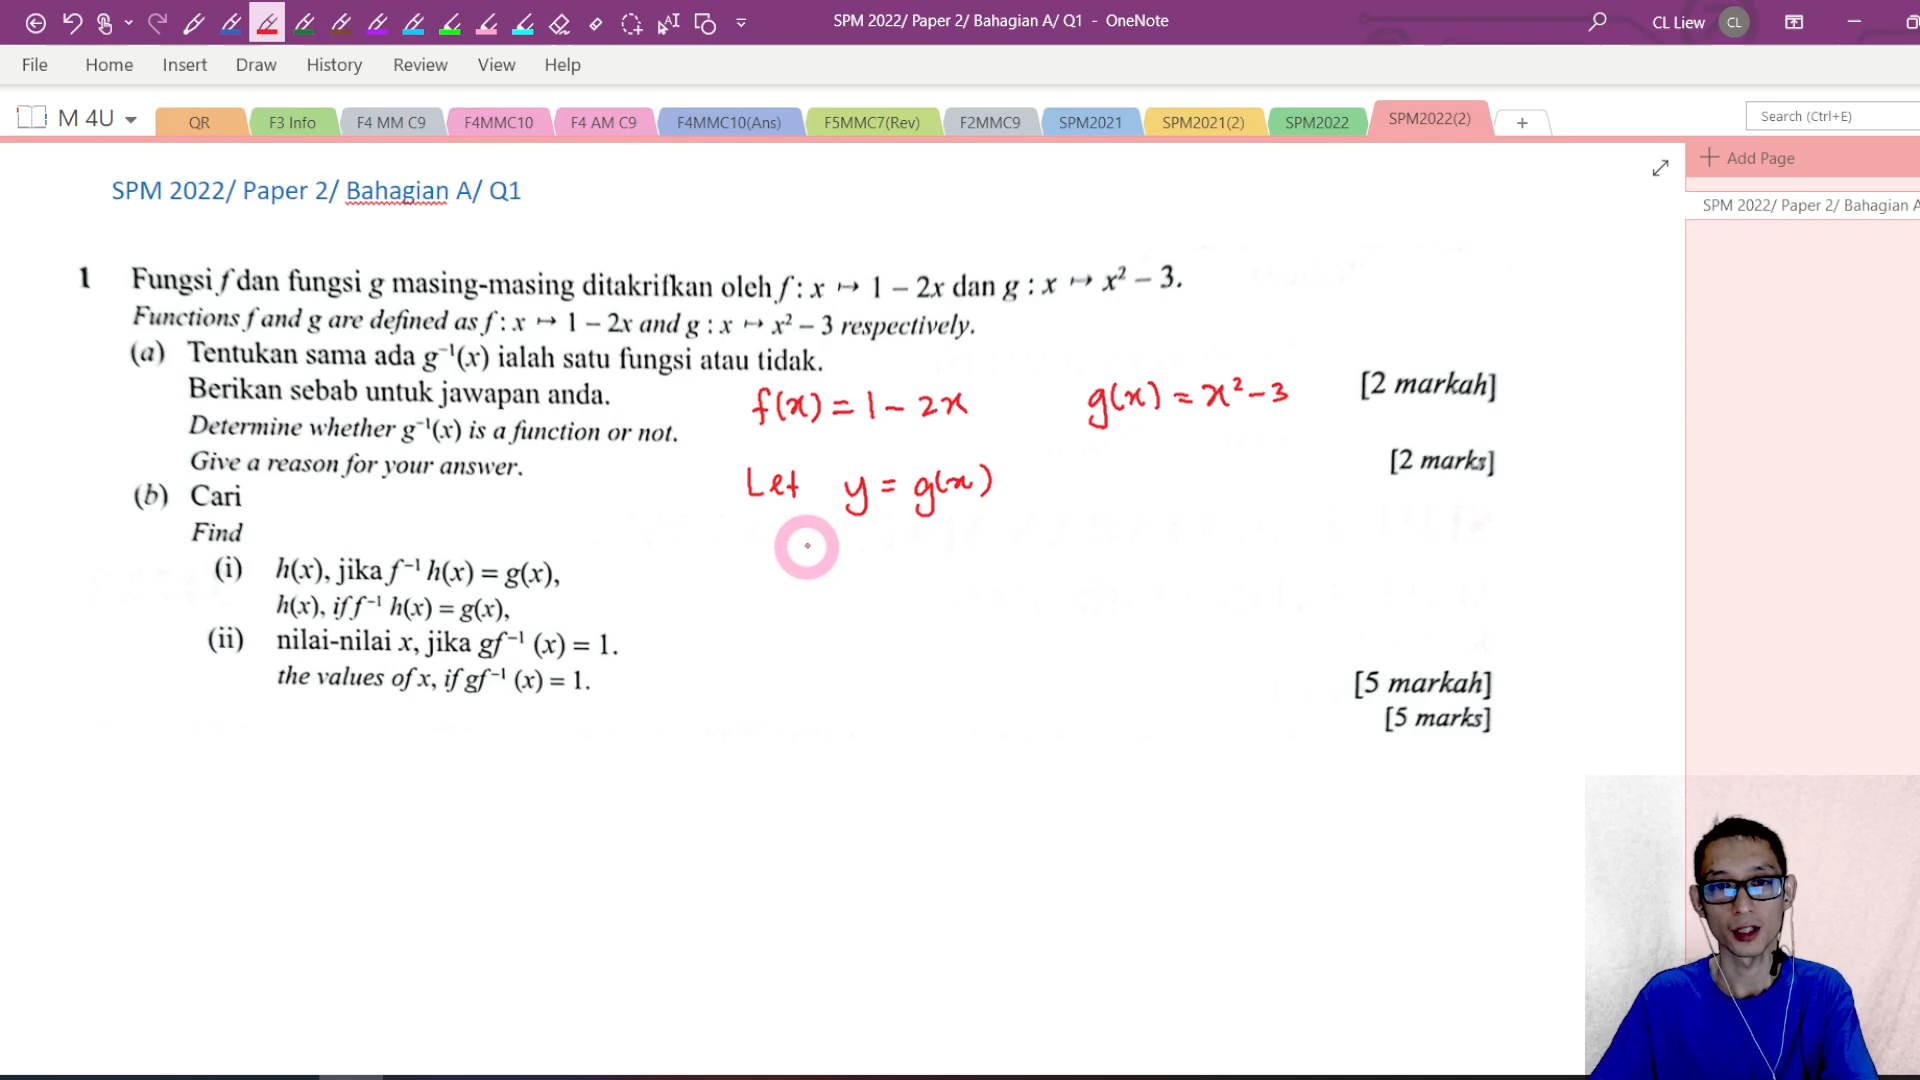 SPM 2022/ Paper 2/ Bahagian A/ Q1 - OneNote
CL Liew
CL
File Home Insert Draw History Review View Help
M 4U
QR
F3 Info
F4 MM C9
F4MMC10
F4 AM C9
F4MMC10(Ans)
F5MMC7(Rev)
F2MMC9
SPM2021
SPM2021(2)
SPM2022
SPM2022(2)
+
Search (Ctrl+E)
Add Page
SPM 2022/ Paper 2/ Bahagian A
SPM 2022/ Paper 2/ Bahagian A/ Q1
1 Fungsi f dan fungsi g masing-masing ditakrifkan oleh f : x ↦ 1 – 2x dan g : x ↦ x² – 3.
Functions f and g are defined as f : x ↦ 1 – 2x and g : x ↦ x² – 3 respectively.
(a) Tentukan sama ada g⁻¹(x) ialah satu fungsi atau tidak.
Berikan sebab untuk jawapan anda. [2 markah]
Determine whether g⁻¹(x) is a function or not.
Give a reason for your answer. [2 marks]
f(x) = 1 - 2x g(x) = x² - 3
Let y = g(x)
(b) Cari
Find
(i) h(x), jika f⁻¹ h(x) = g(x),
h(x), if f⁻¹ h(x) = g(x),
(ii) nilai-nilai x, jika gf⁻¹ (x) = 1.
the values of x, if gf⁻¹ (x) = 1.
[5 markah]
[5 marks]